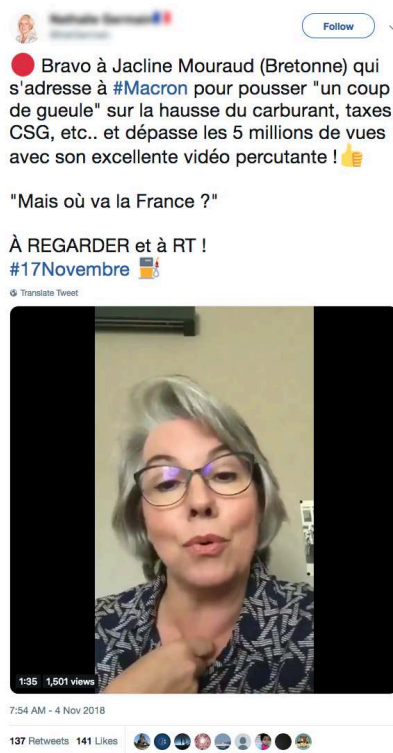 Follow
Bravo à Jacline Mouraud (Bretonne) qui
s'adresse à #Macron pour pousser "un coup
de gueule" sur la hausse du carburant, taxes
CSG, etc.. et dépasse les 5 millions de vues
avec son excellente vidéo percutante !
"Mais où va la France ?"
À REGARDER et à RT !
#17Novembre
Translate Tweet
1:35 1,501 views
7:54 AM - 4 Nov 2018
137 Retweets 141 Likes